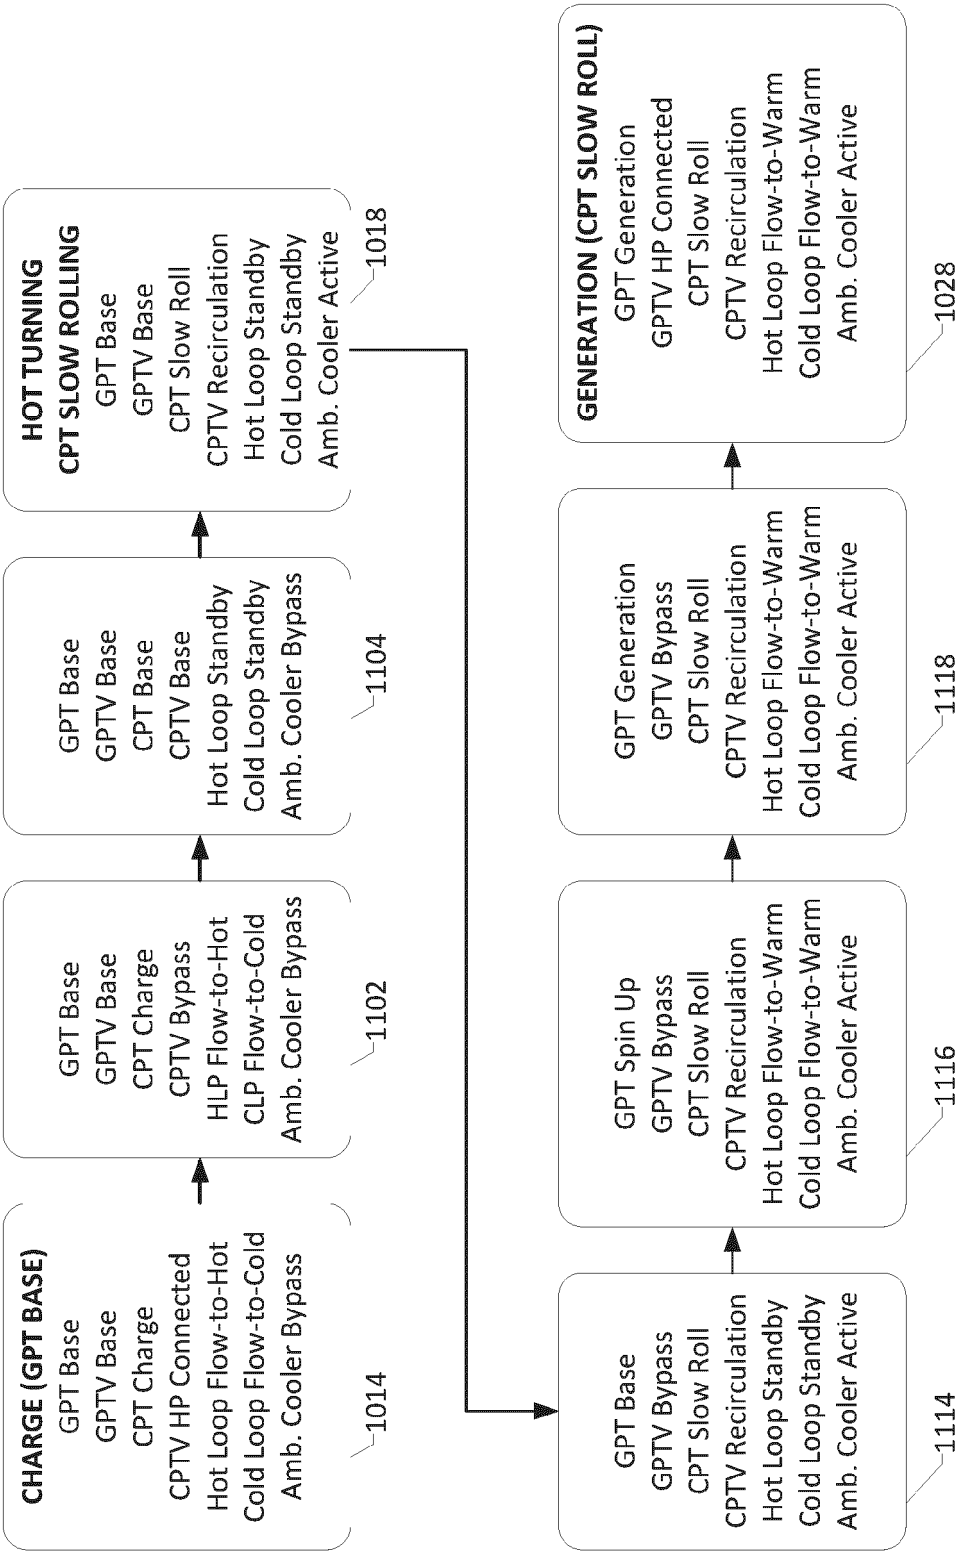 CHARGE (GPT BASE)
GPT Base
GPTV Base
CPT Charge
CPTV HP Connected
Hot Loop Flow-to-Hot
Cold Loop Flow-to-Cold
Amb. Cooler Bypass
1014
GPT Base
GPTV Base
CPT Charge
CPTV Bypass
HLP Flow-to-Hot
CLP Flow-to-Cold
Amb. Cooler Bypass
1102
GPT Base
GPTV Base
CPT Base
CPTV Base
Hot Loop Standby
Cold Loop Standby
Amb. Cooler Bypass
1104
HOT TURNING
CPT SLOW ROLLING
GPT Base
GPTV Base
CPT Slow Roll
CPTV Recirculation
Hot Loop Standby
Cold Loop Standby
Amb. Cooler Active
1018
GPT Base
GPTV Bypass
CPT Slow Roll
CPTV Recirculation
Hot Loop Standby
Cold Loop Standby
Amb. Cooler Active
1114
GPT Spin Up
GPTV Bypass
CPT Slow Roll
CPTV Recirculation
Hot Loop Flow-to-Warm
Cold Loop Flow-to-Warm
Amb. Cooler Active
1116
GPT Generation
GPTV Bypass
CPT Slow Roll
CPTV Recirculation
Hot Loop Flow-to-Warm
Cold Loop Flow-to-Warm
Amb. Cooler Active
1118
GENERATION (CPT SLOW ROLL)
GPT Generation
GPTV HP Connected
CPT Slow Roll
CPTV Recirculation
Hot Loop Flow-to-Warm
Cold Loop Flow-to-Warm
Amb. Cooler Active
1028